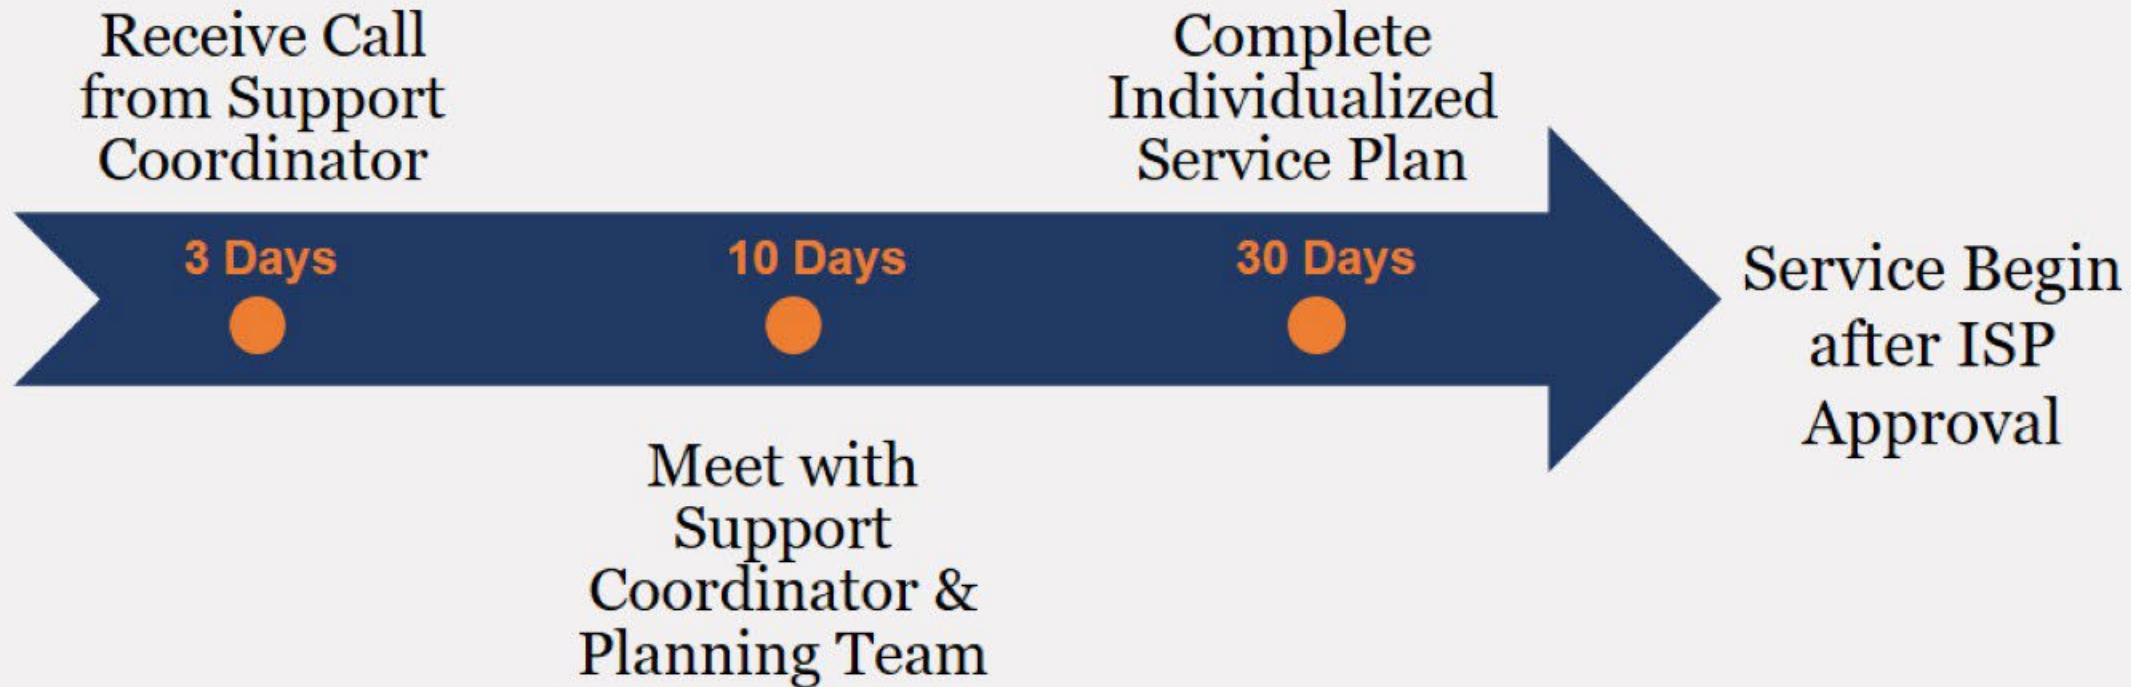 Receive Call
from Support
Coordinator
3 Days
10 Days
Meet with
Support
Coordinator &
Planning Team
Complete
Individualized
Service Plan
30 Days
Service Begin
after ISP
Approval